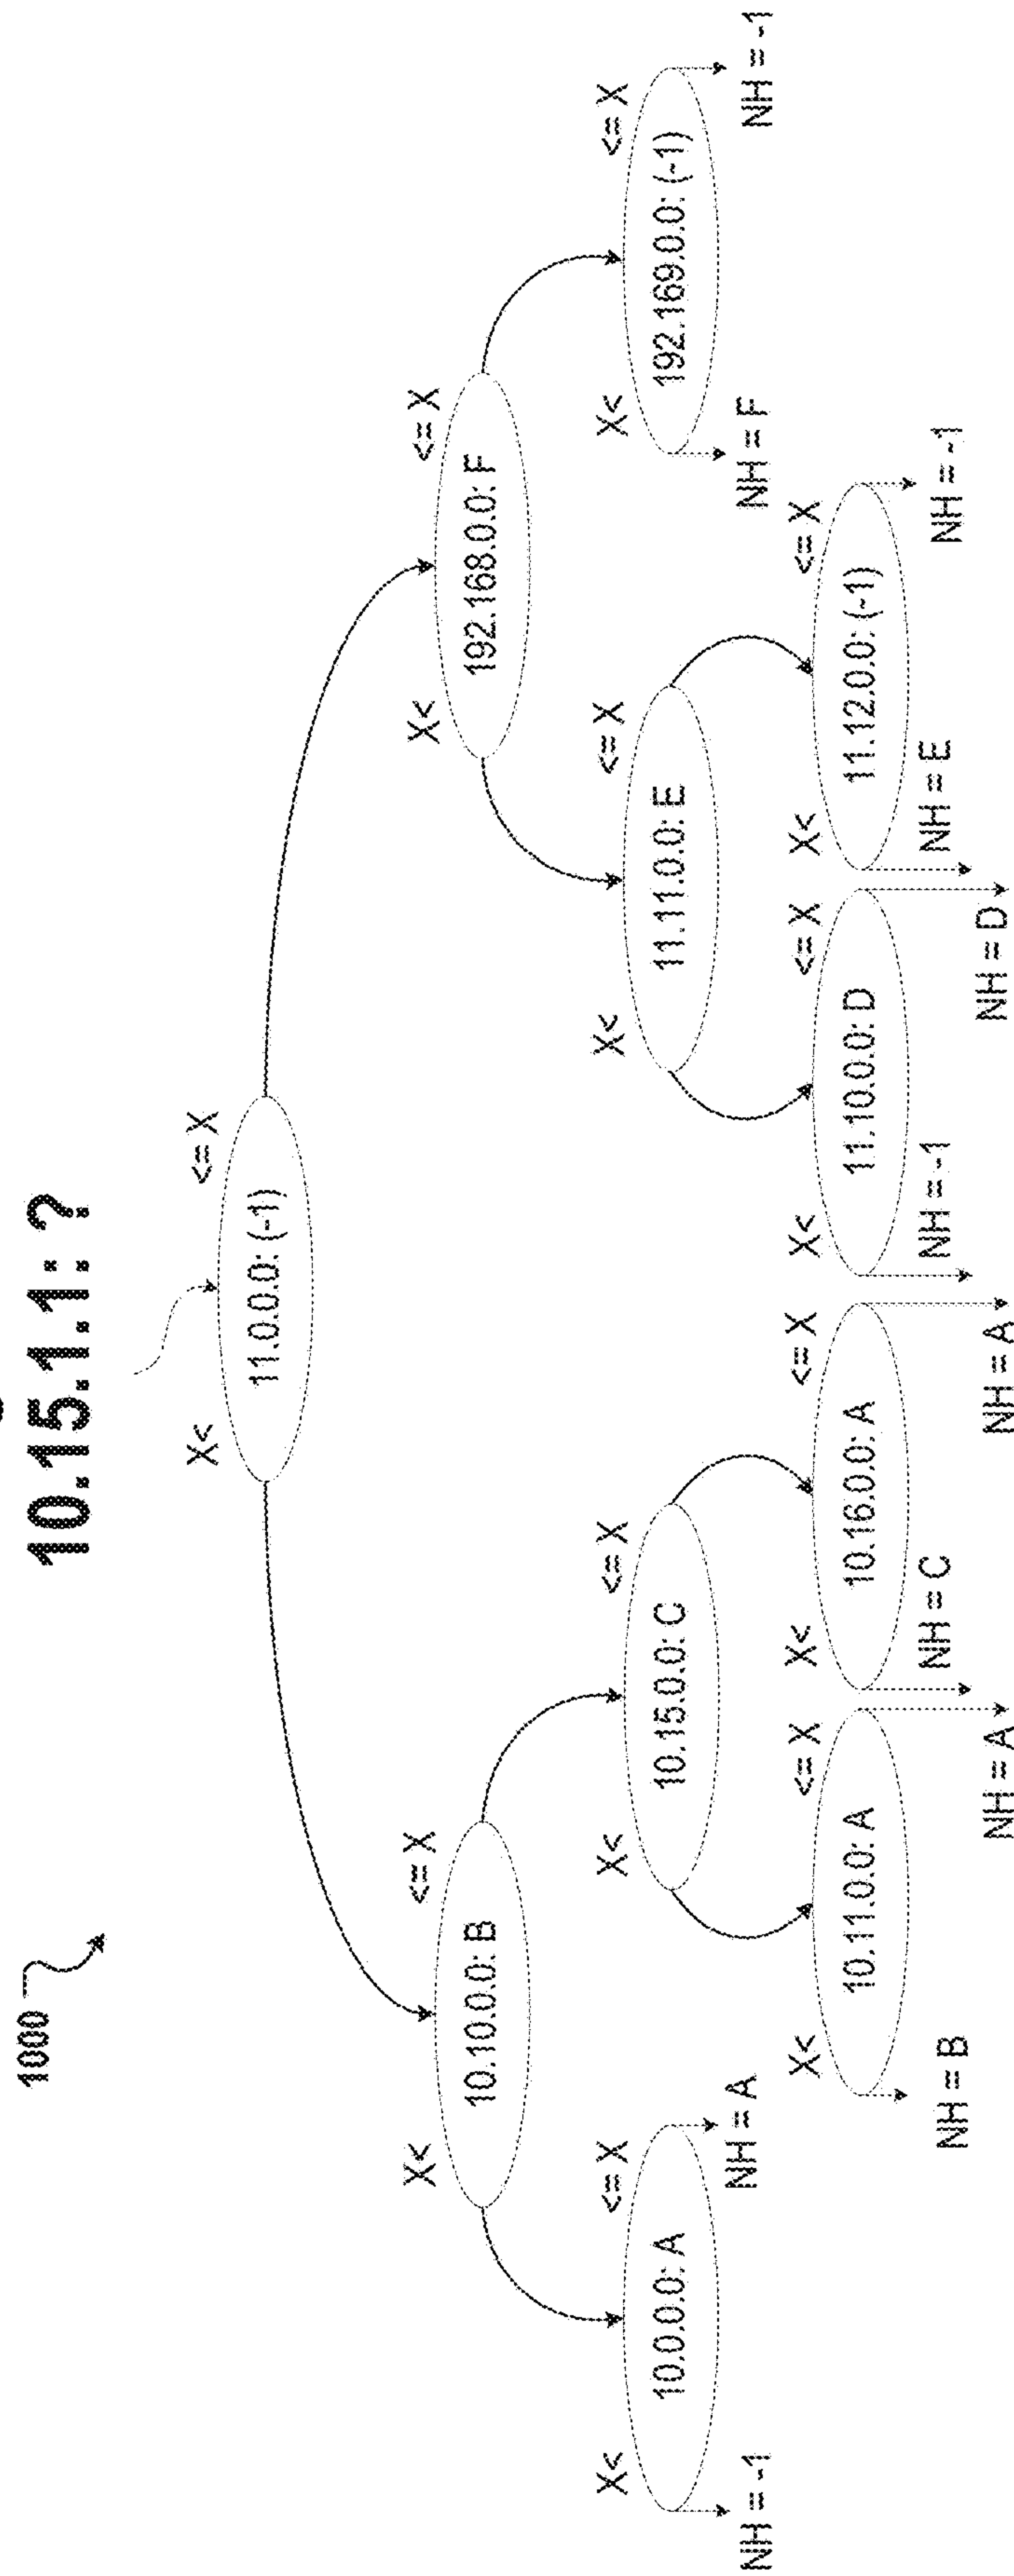 1000
10.15.1.1: ?
X<
<= X
11.0.0.0: (-1)
X<
<= X
10.10.0.0: B
X<
<= X
192.168.0.0: F
X<
<= X
10.0.0.0: A
NH = -1
NH = A
X<
<= X
10.15.0.0: C
X<
<= X
11.11.0.0: E
X<
<= X
192.169.0.0: (-1)
NH = F
NH = -1
X<
<= X
10.11.0.0: A
NH = B
NH = A
X<
<= X
10.16.0.0: A
NH = C
NH = A
X<
<= X
11.10.0.0: D
NH = -1
NH = D
X<
<= X
11.12.0.0: (-1)
NH = E
NH = -1